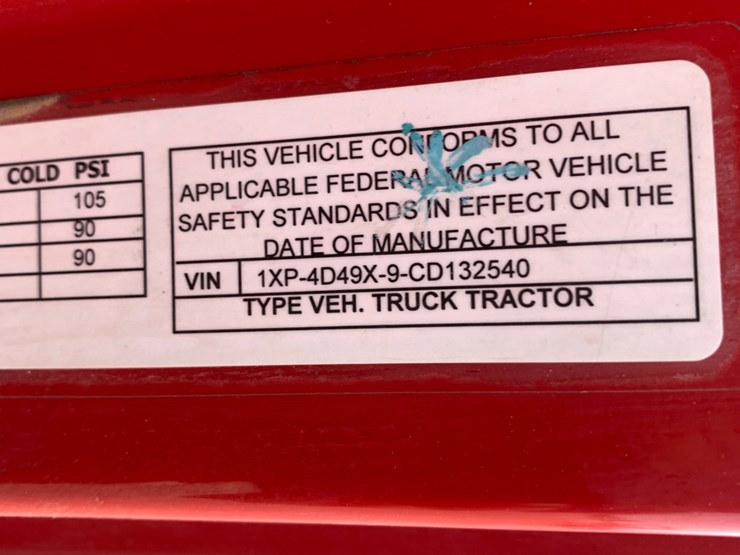 COLD PSI
105
90
90
THIS VEHICLE CONFORMS TO ALL
APPLICABLE FEDERAL MOTOR VEHICLE
SAFETY STANDARDS IN EFFECT ON THE
DATE OF MANUFACTURE
VIN 1XP-4D49X-9-CD132540
TYPE VEH. TRUCK TRACTOR